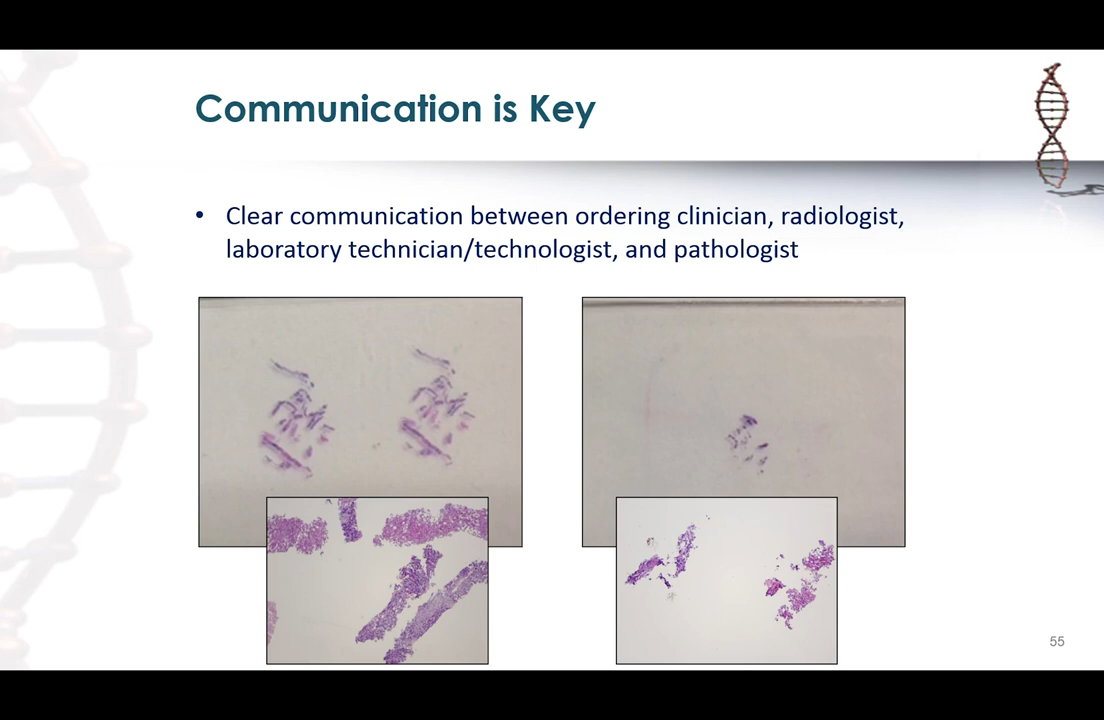 Communication is Key
• Clear communication between ordering clinician, radiologist,
laboratory technician/technologist, and pathologist
55